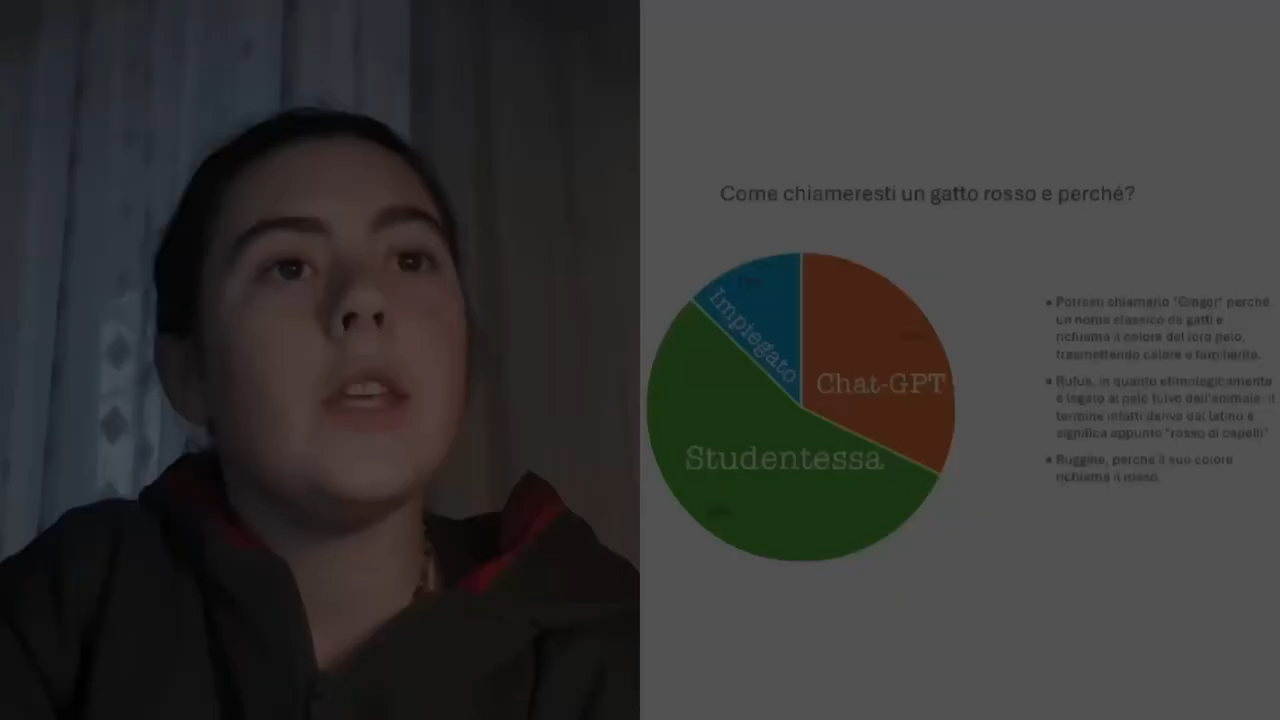 Come chiameresti un gatto rosso e perché?
Impiegato
Chat-GPT
Studentessa
• Potresti chiamarlo "Ginger" perché
un nome classico da gatti e
richiama il colore del loro pelo,
trasmettendo calore e familiarità.
• Rufus, in quanto etimologicamente
è legato al pelo fulvo dell'animale: il
termine infatti deriva dal latino e
significa appunto "rosso di capelli"
• Ruggine, perché il suo colore
richiama il rosso.